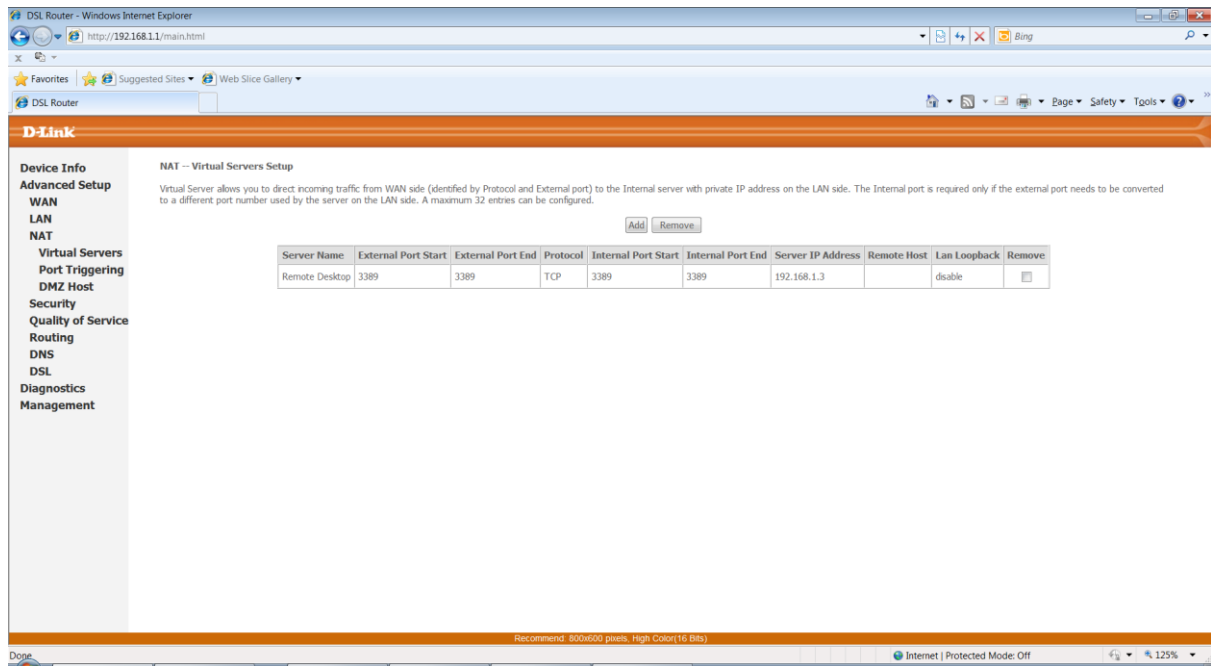 DSL Router - Windows Internet Explorer
http://192.168.1.1/main.html
Bing
x
Favorites
Suggested Sites
Web Slice Gallery
DSL Router
Page
Safety
Tools
D-Link
Device Info
Advanced Setup
WAN
LAN
NAT
Virtual Servers
Port Triggering
DMZ Host
Security
Quality of Service
Routing
DNS
DSL
Diagnostics
Management
NAT -- Virtual Servers Setup
Virtual Server allows you to direct incoming traffic from WAN side (identified by Protocol and External port) to the Internal server with private IP address on the LAN side. The Internal port is required only if the external port needs to be converted
to a different port number used by the server on the LAN side. A maximum 32 entries can be configured.
Add Remove
Server Name External Port Start External Port End Protocol Internal Port Start Internal Port End Server IP Address Remote Host Lan Loopback Remove
Remote Desktop 3389 3389 TCP 3389 3389 192.168.1.3 disable
Recommend: 800x600 pixels, High Color(16 Bits)
Done
Internet | Protected Mode: Off
125%